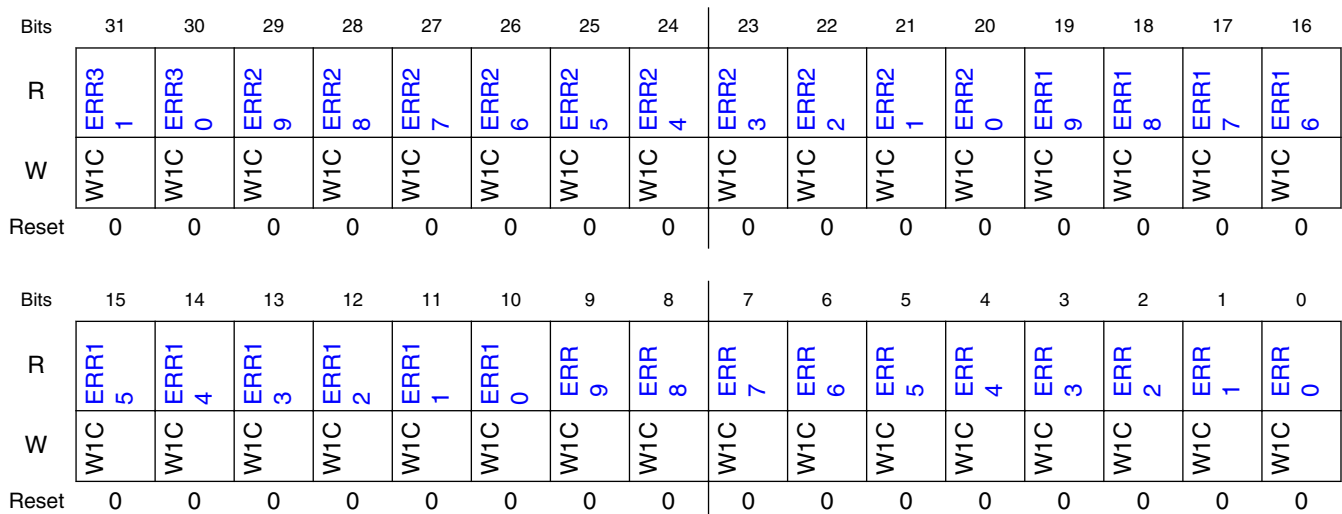 Bits 31 30 29 28 27 26 25 24 23 22 21 20 19 18 17 16
R ERR31 ERR30 ERR29 ERR28 ERR27 ERR26 ERR25 ERR24 ERR23 ERR22 ERR21 ERR20 ERR19 ERR18 ERR17 ERR16
W W1C W1C W1C W1C W1C W1C W1C W1C W1C W1C W1C W1C W1C W1C W1C W1C
Reset 0 0 0 0 0 0 0 0 0 0 0 0 0 0 0 0
Bits 15 14 13 12 11 10 9 8 7 6 5 4 3 2 1 0
R ERR15 ERR14 ERR13 ERR12 ERR11 ERR10 ERR9 ERR8 ERR7 ERR6 ERR5 ERR4 ERR3 ERR2 ERR1 ERR0
W W1C W1C W1C W1C W1C W1C W1C W1C W1C W1C W1C W1C W1C W1C W1C W1C
Reset 0 0 0 0 0 0 0 0 0 0 0 0 0 0 0 0